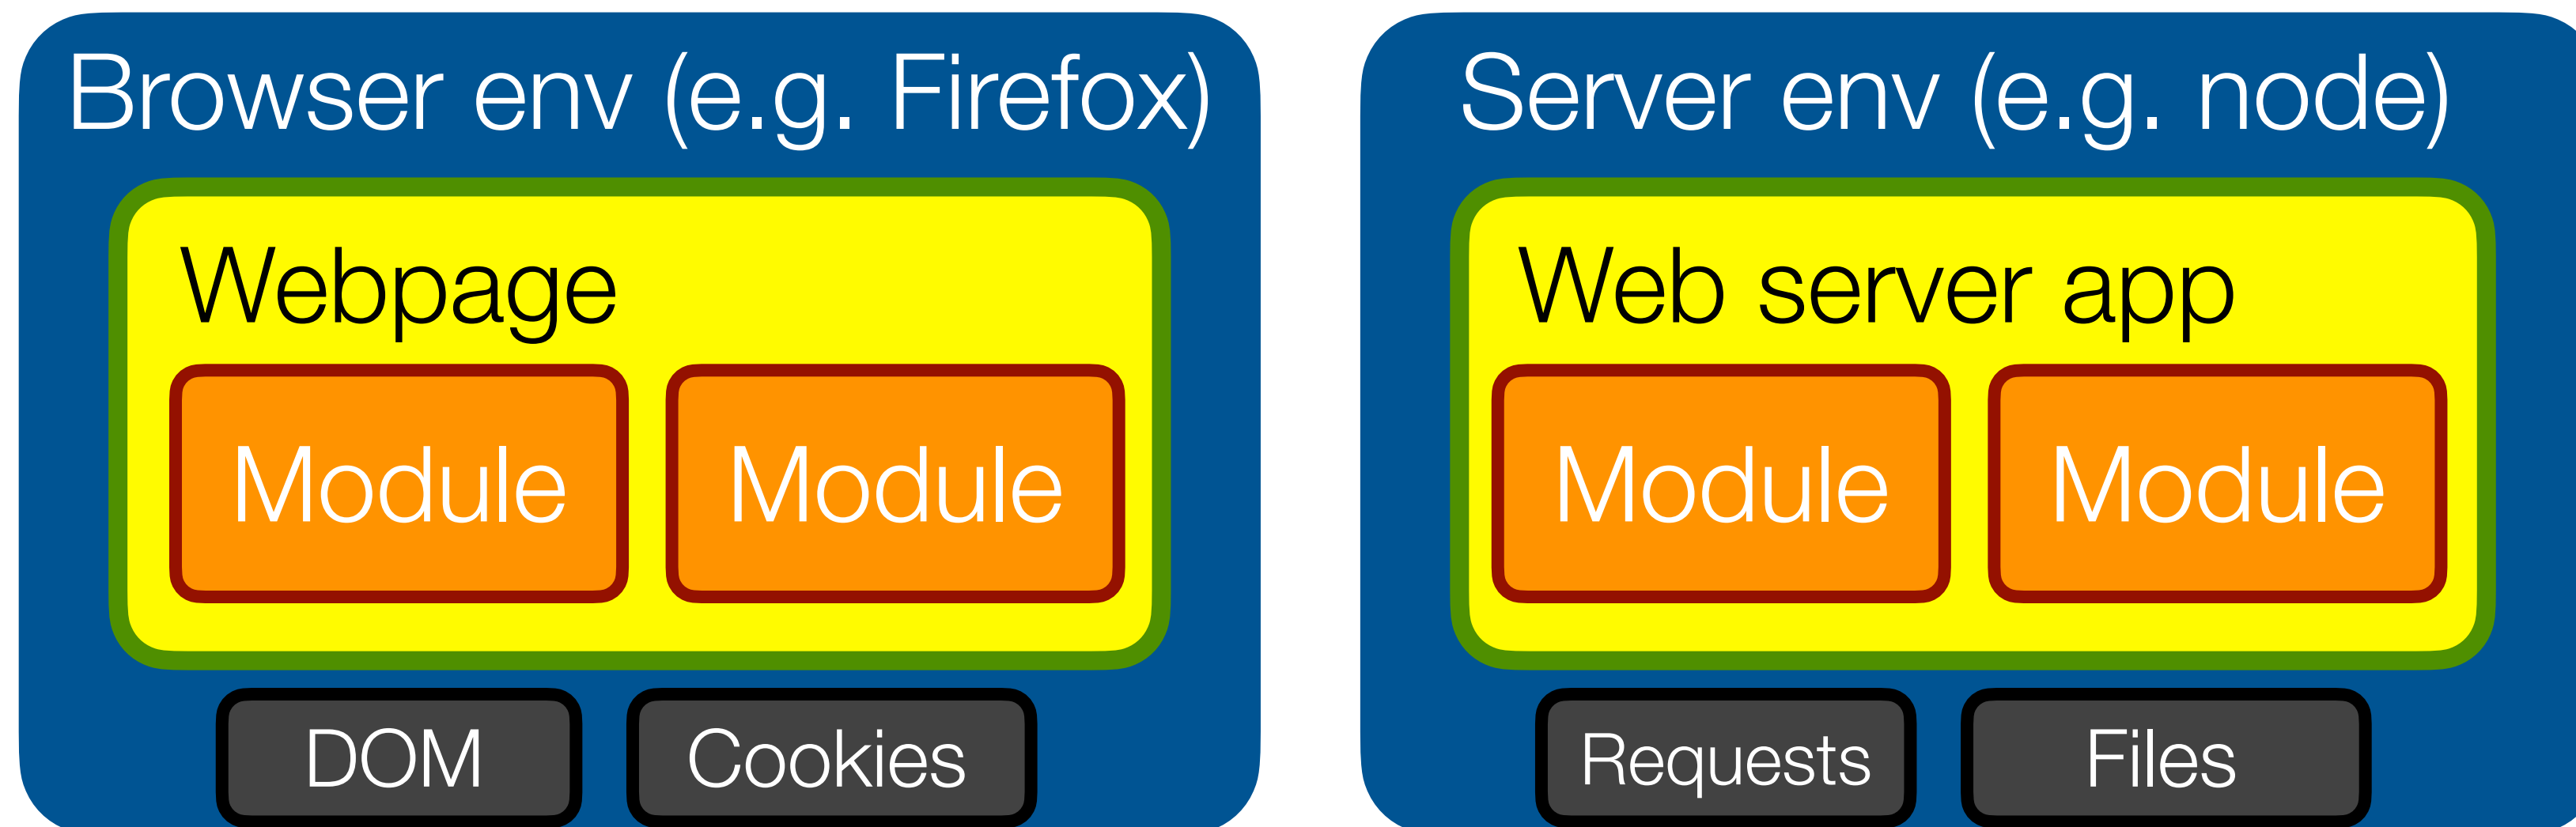 Browser env (e.g. Firefox)
Webpage
Module Module
DOM Cookies
Server env (e.g. node)
Web server app
Module Module
Requests Files